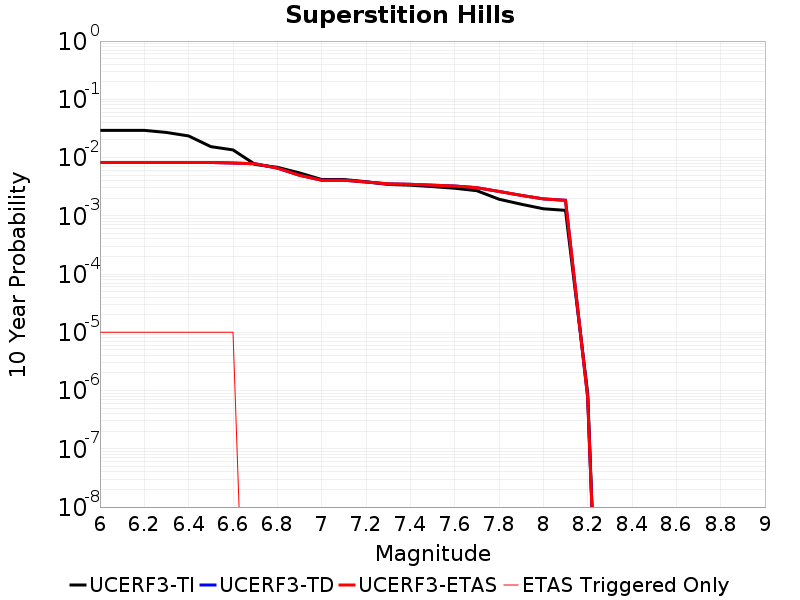 Superstition Hills
10^0
10^-1
10^-2
10^-3
10^-4
10^-5
10^-6
10^-7
10^-8
10 Year Probability
6 6.2 6.4 6.6 6.8 7 7.2 7.4 7.6 7.8 8 8.2 8.4 8.6 8.8 9
Magnitude
UCERF3-TI UCERF3-TD UCERF3-ETAS ETAS Triggered Only